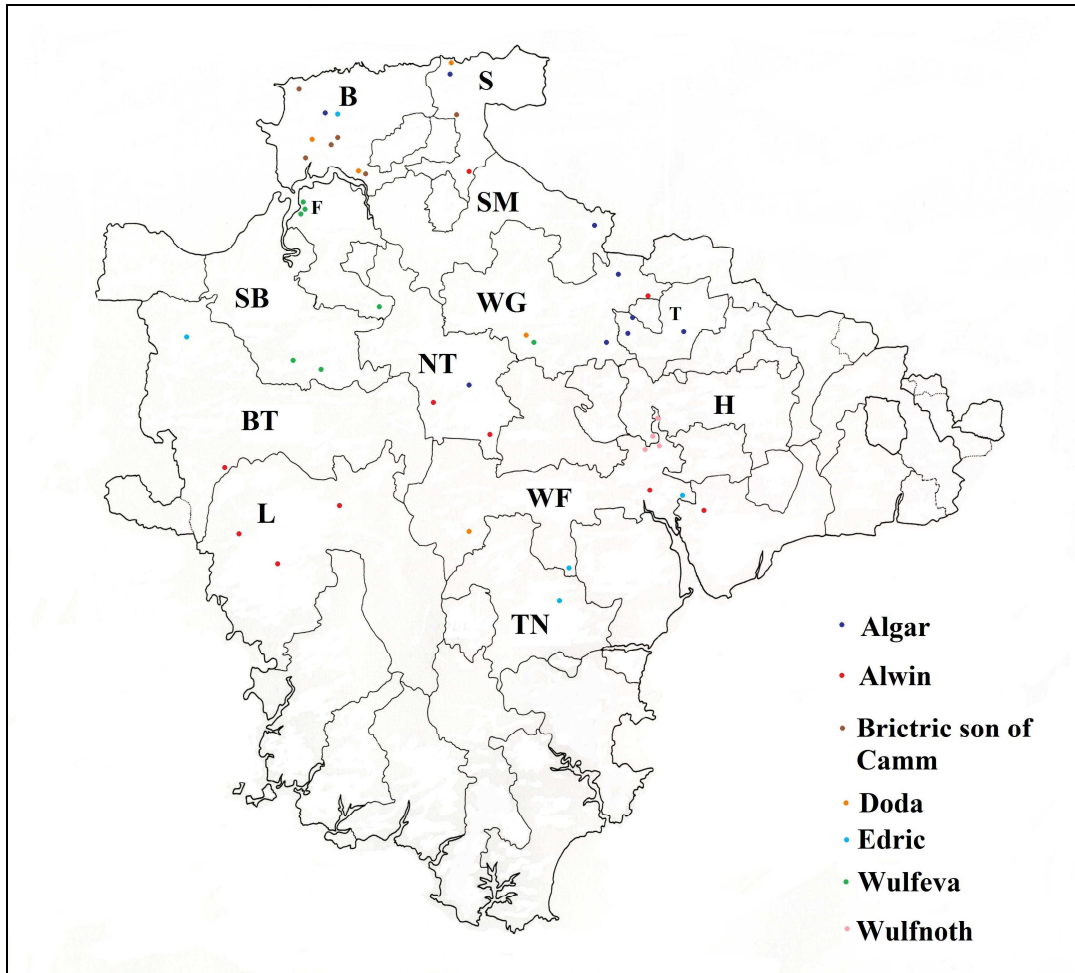 S
B
SM
F
SB
WG
T
NT
H
BT
WF
L
TN
Algar
Alwin
Brictric son of
Camm
Doda
Edric
Wulfeva
Wulfnoth